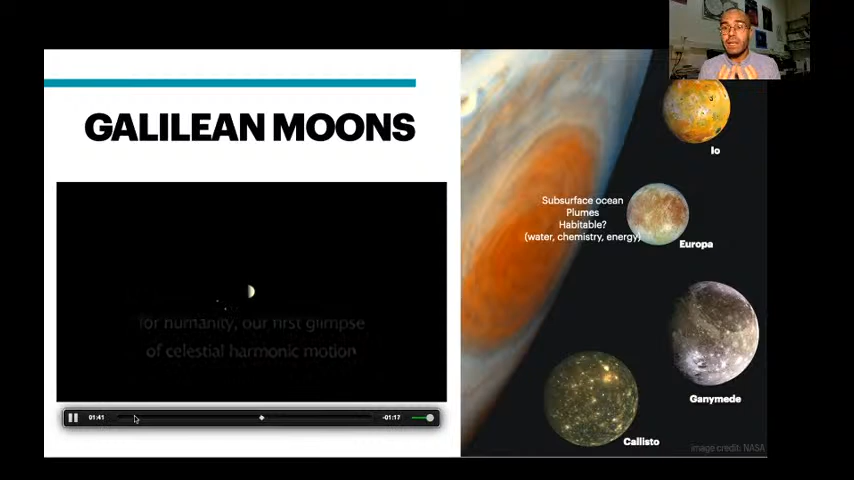 GALILEAN MOONS
for humanity, our first glimpse
of celestial harmonic motion
01:41
-01:17
Io
Subsurface ocean
Plumes
Habitable?
(water, chemistry, energy)
Europa
Ganymede
Callisto
image credit: NASA